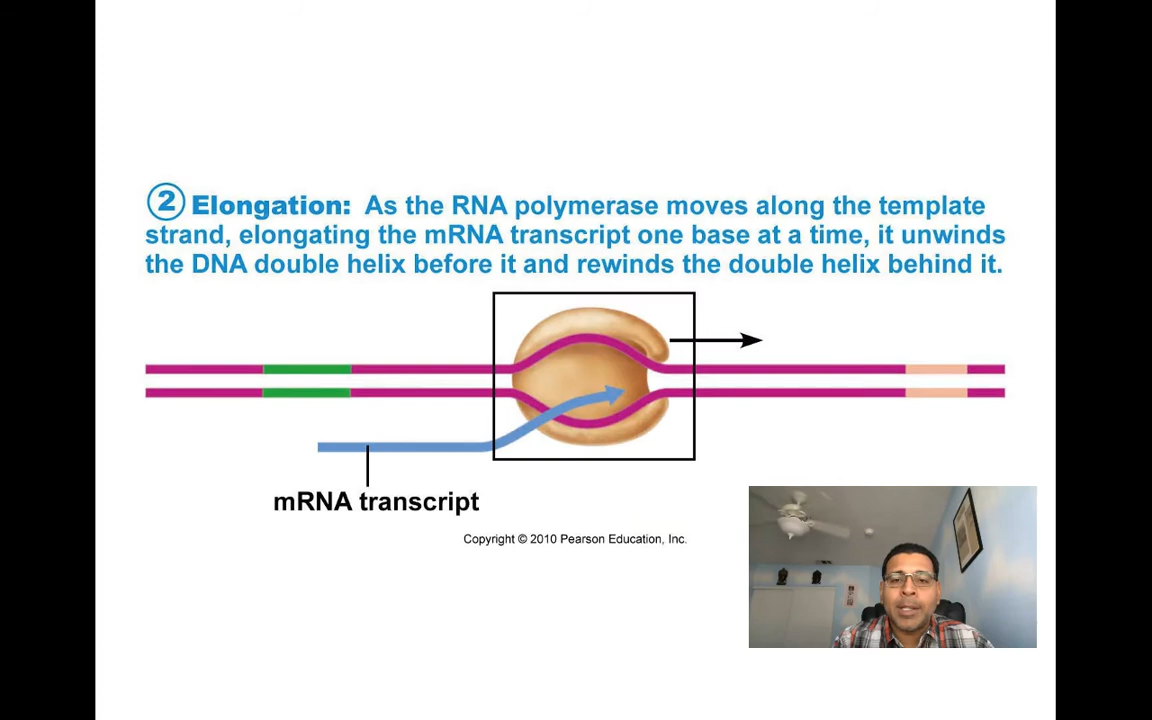 2 Elongation: As the RNA polymerase moves along the template
strand, elongating the mRNA transcript one base at a time, it unwinds
the DNA double helix before it and rewinds the double helix behind it.
mRNA transcript
Copyright © 2010 Pearson Education, Inc.